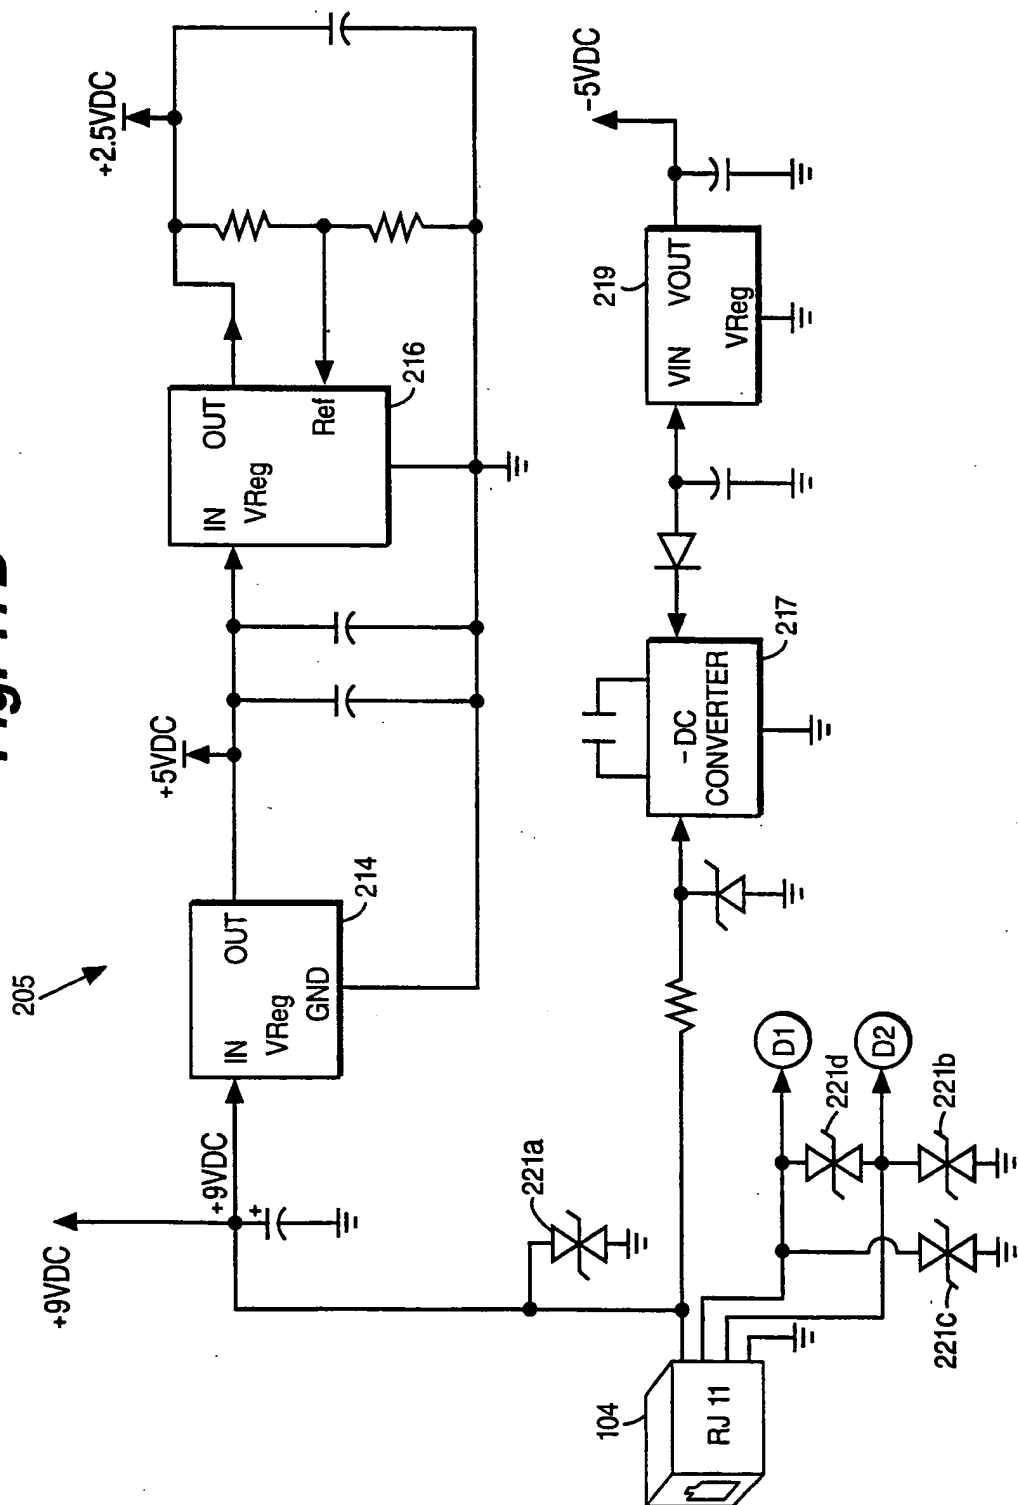 205
+9VDC
+9VDC
+
IN
OUT
VReg
GND
214
+5VDC
IN
OUT
VReg
Ref
216
+2.5VDC
221a
104
RJ 11
-DC
CONVERTER
217
VIN
VOUT
VReg
219
-5VDC
D1
D2
221d
221b
221c